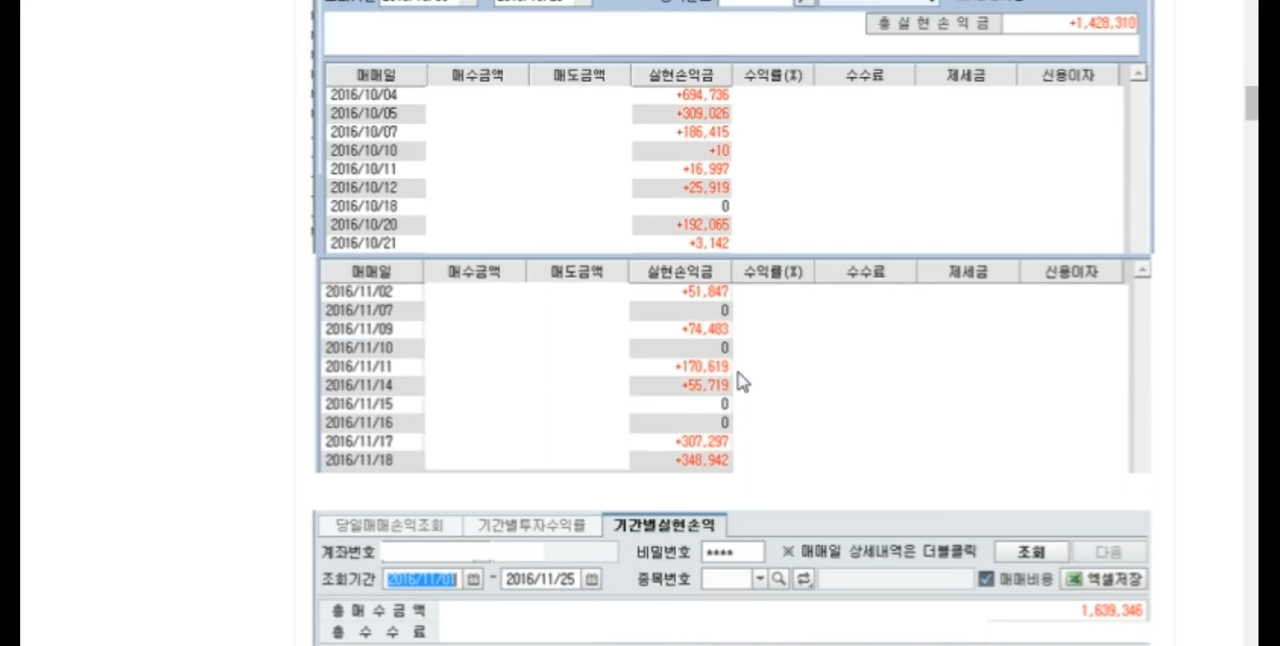 총 실 현 손 익 금 +1,428,310
매매일 매수금액 매도금액 실현손익금 수익률(%) 수수료 제세금 신용이자
2016/10/04 +694,736
2016/10/05 +309,026
2016/10/07 +186,415
2016/10/10 +10
2016/10/11 +16,997
2016/10/12 +25,919
2016/10/18 0
2016/10/20 +192,065
2016/10/21 +3,142
매매일 매수금액 매도금액 실현손익금 수익률(%) 수수료 제세금 신용이자
2016/11/02 +51,847
2016/11/07 0
2016/11/09 +74,483
2016/11/10 0
2016/11/11 +170,619
2016/11/14 +55,719
2016/11/15 0
2016/11/16 0
2016/11/17 +307,297
2016/11/18 +348,942
당일매매손익조회 기간별투자수익률 기간별실현손익
계좌번호 비밀번호 **** ※ 매매일 상세내역은 더블클릭 조회 다음
조회기간 2016/11/01 - 2016/11/25 종목번호 매매비용 엑셀저장
총 매 수 금 액 1,639,346
총 수 수 료